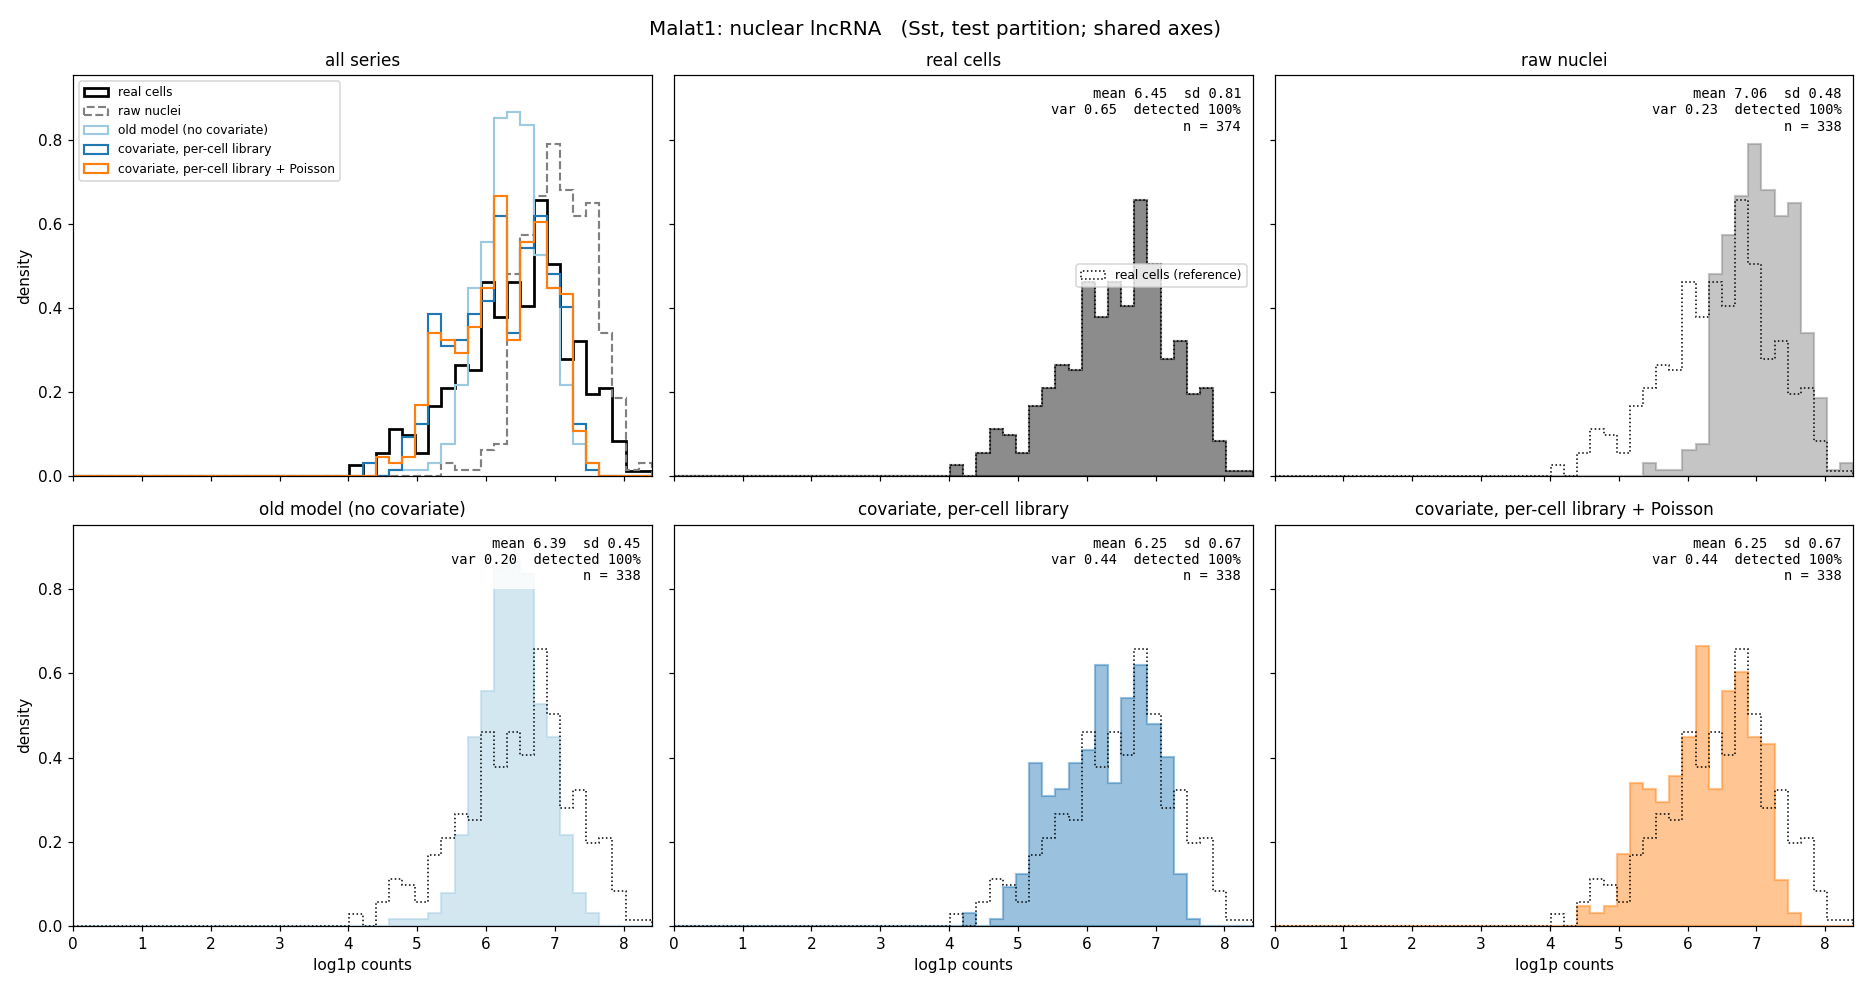 Malat1: nuclear lncRNA   (Sst, test partition; shared axes)
all series
real cells
raw nuclei
old model (no covariate)
covariate, per-cell library
covariate, per-cell library + Poisson
0.8
0.6
0.4
0.2
0.0
density
real cells
mean 6.45  sd 0.81
var 0.65  detected 100%
n = 374
real cells (reference)
raw nuclei
mean 7.06  sd 0.48
var 0.23  detected 100%
n = 338
old model (no covariate)
mean 6.39  sd 0.45
var 0.20  detected 100%
n = 338
0.8
0.6
0.4
0.2
0.0
density
0 1 2 3 4 5 6 7 8
log1p counts
covariate, per-cell library
mean 6.25  sd 0.67
var 0.44  detected 100%
n = 338
0 1 2 3 4 5 6 7 8
log1p counts
covariate, per-cell library + Poisson
mean 6.25  sd 0.67
var 0.44  detected 100%
n = 338
0 1 2 3 4 5 6 7 8
log1p counts